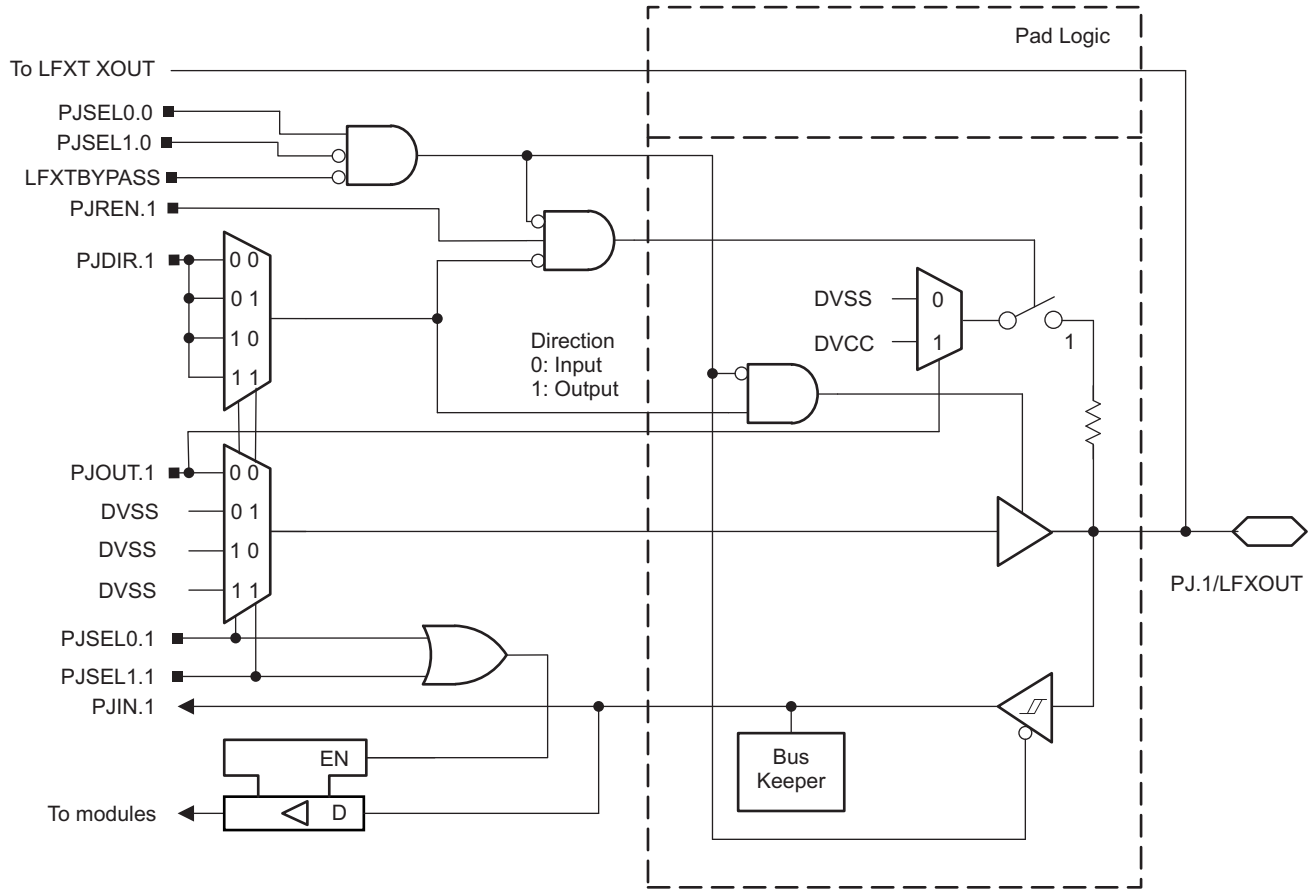 Pad Logic
To LFXT XOUT
PJSEL0.0
PJSEL1.0
LFXTBYPASS
PJREN.1
PJDIR.1
0 0
0 1
1 0
1 1
Direction
0: Input
1: Output
DVSS
0
DVCC
1
1
PJOUT.1
0 0
DVSS
0 1
DVSS
1 0
DVSS
1 1
PJ.1/LFXOUT
PJSEL0.1
PJSEL1.1
PJIN.1
EN
Bus
Keeper
To modules
D